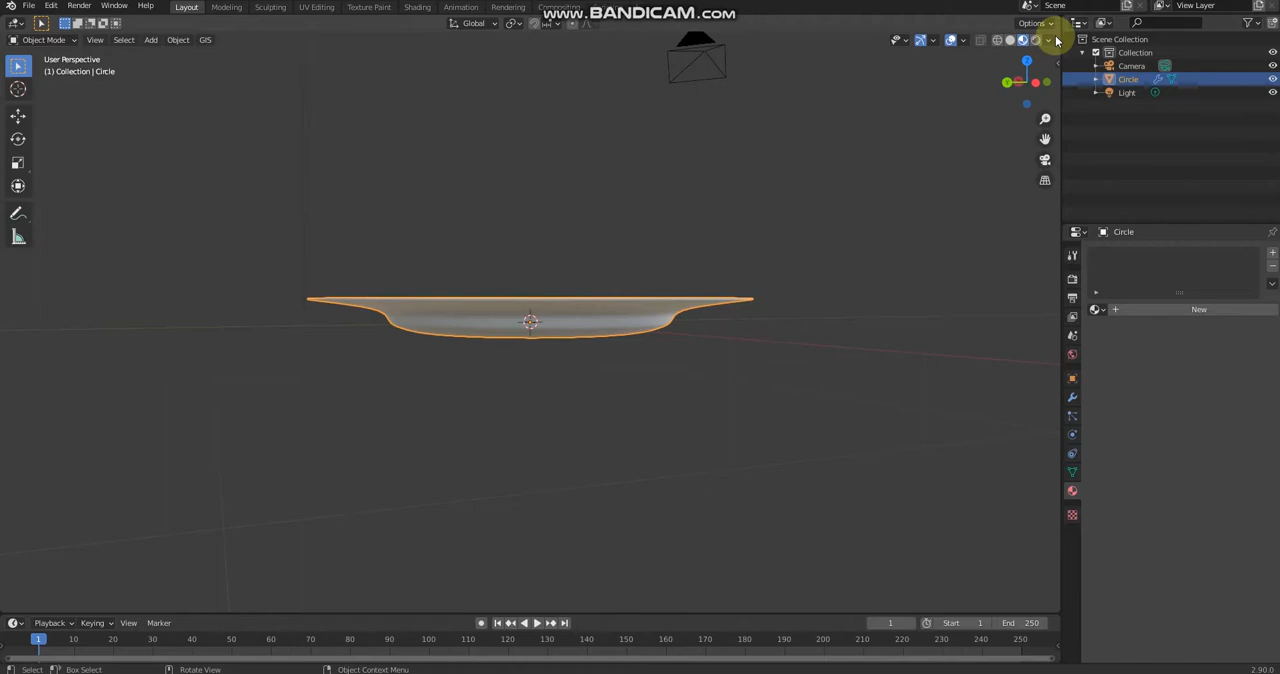 File Edit Render Window Help Layout Modeling Sculpting UV Editing Texture Paint Shading Animation Rendering Compositing Scene View Layer
www.BANDICAM.com
Global Options
Object Mode View Select Add Object GIS
User Perspective
(1) Collection | Circle
Z
Y
Scene Collection
Collection
Camera
Circle
Light
Circle
New
Playback Keying View Marker 1 Start 1 End 250
1 10 20 30 40 50 60 70 80 90 100 110 120 130 140 150 160 170 180 190 200 210 220 230 240 250
Select Box Select Rotate View Object Context Menu 2.90.0